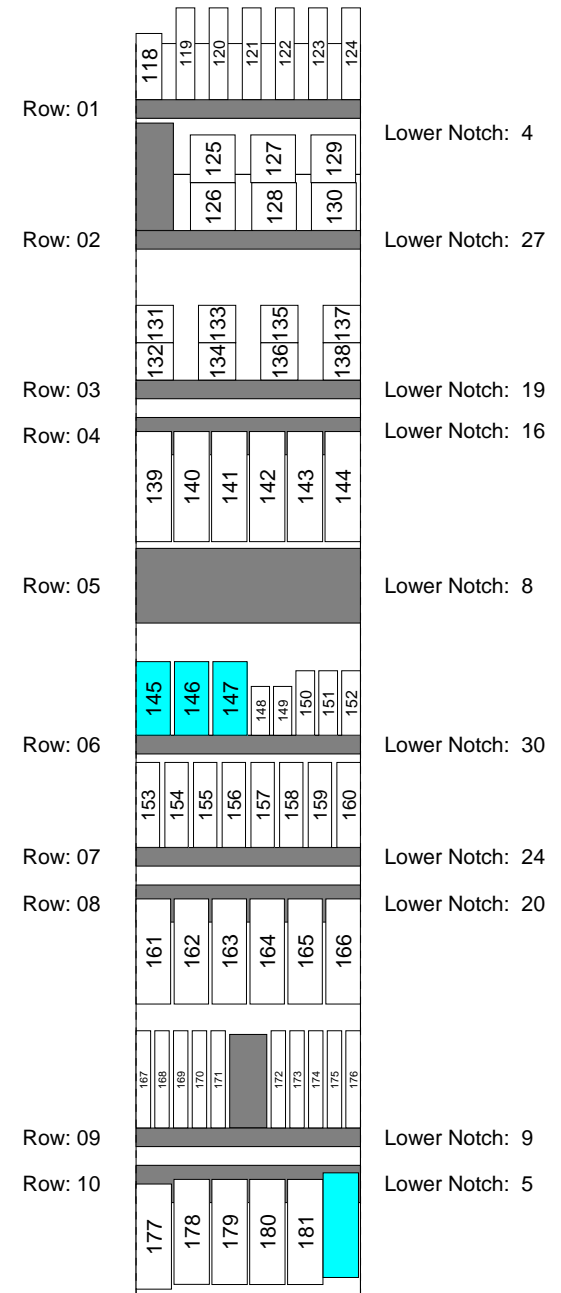 118 119 120 121 122 123 124
Row: 01
Lower Notch: 4
125 127 129
126 128 130
Row: 02 Lower Notch: 27
131 133 135 137
132 134 136 138
Row: 03 Lower Notch: 19
Row: 04 Lower Notch: 16
139 140 141 142 143 144
Row: 05 Lower Notch: 8
145 146 147 148 149 150 151 152
Row: 06 Lower Notch: 30
153 154 155 156 157 158 159 160
Row: 07 Lower Notch: 24
Row: 08 Lower Notch: 20
161 162 163 164 165 166
167 168 169 170 171 172 173 174 175 176
Row: 09 Lower Notch: 9
Row: 10 Lower Notch: 5
177 178 179 180 181